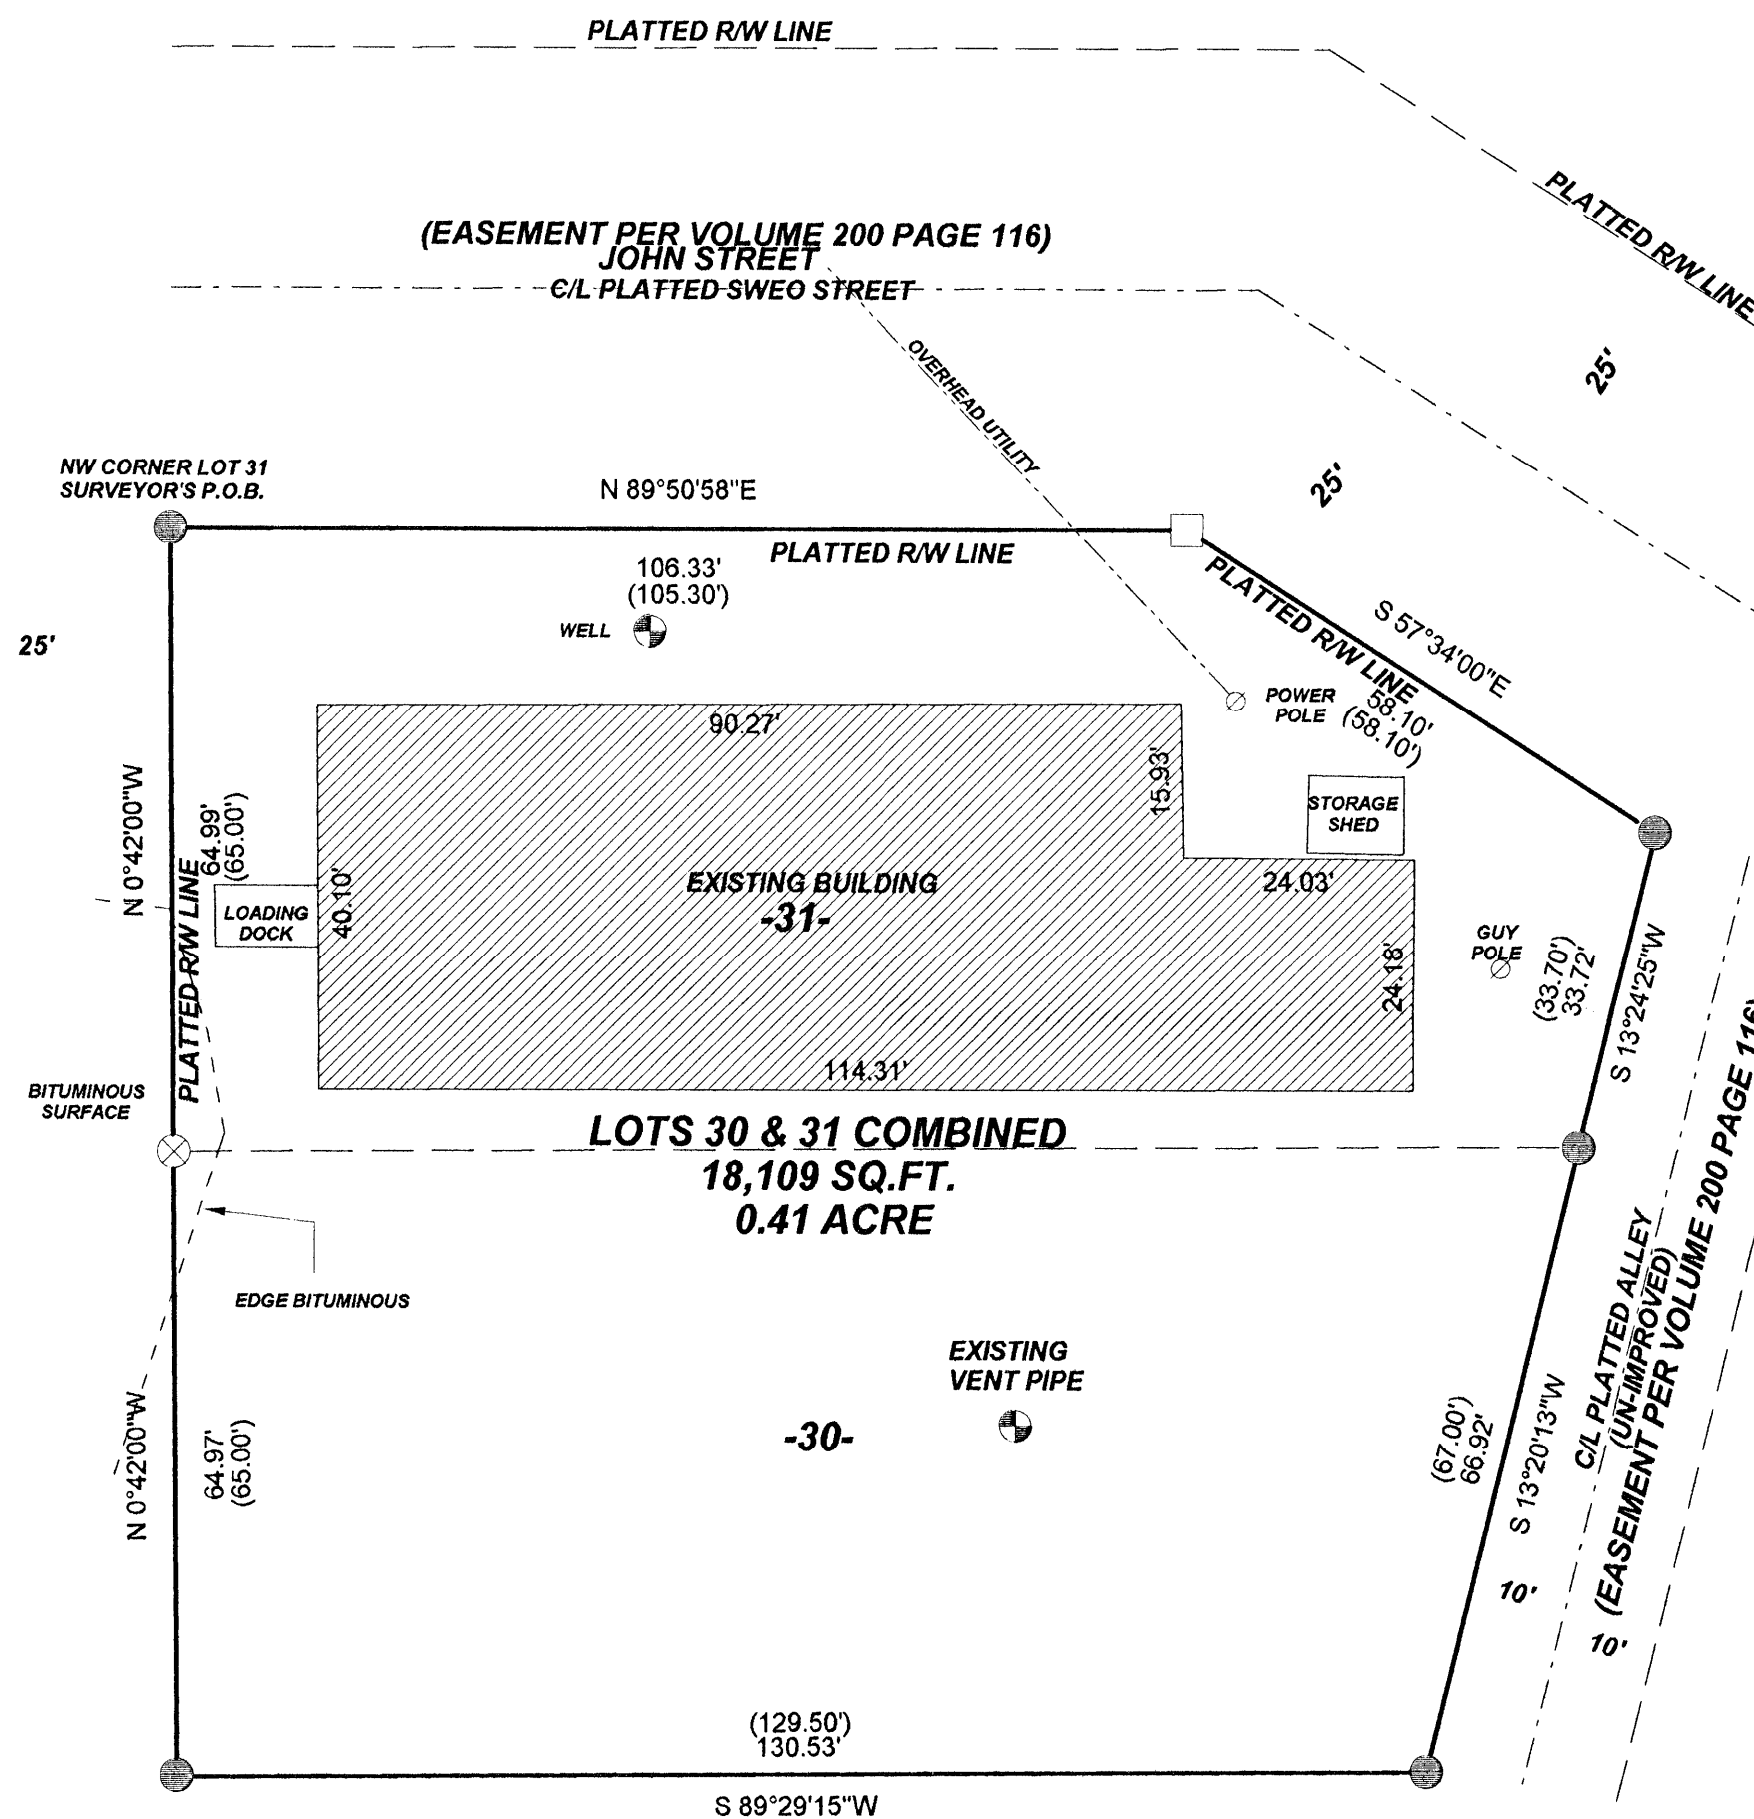 PLATTED R/W LINE
PLATTED R/W LINE
(EASEMENT PER VOLUME 200 PAGE 116)
JOHN STREET
C/L PLATTED SWEO STREET
25'
OVERHEAD UTILITY
25'
NW CORNER LOT 31
SURVEYOR'S P.O.B.
N 89°50'58"E
PLATTED R/W LINE
106.33'
(105.30')
WELL
25'
PLATTED R/W LINE
S 57°34'00"E
58.10'
(58.10')
POWER
POLE
90.27'
15.93'
STORAGE
SHED
N 0°42'00"W
64.99'
(65.00')
PLATTED R/W LINE
LOADING
DOCK
40.10'
EXISTING BUILDING
-31-
24.03'
24.18'
GUY
POLE
(33.70')
33.72'
S 13°24'25"W
114.31'
BITUMINOUS
SURFACE
LOTS 30 & 31 COMBINED
18,109 SQ.FT.
0.41 ACRE
EDGE BITUMINOUS
EXISTING
VENT PIPE
-30-
N 0°42'00"W
64.97'
(65.00')
(67.00')
66.92'
S 13°20'13"W
C/L PLATTED ALLEY
(UN-IMPROVED)
(EASEMENT PER VOLUME 200 PAGE 116)
10'
10'
(129.50')
130.53'
S 89°29'15"W